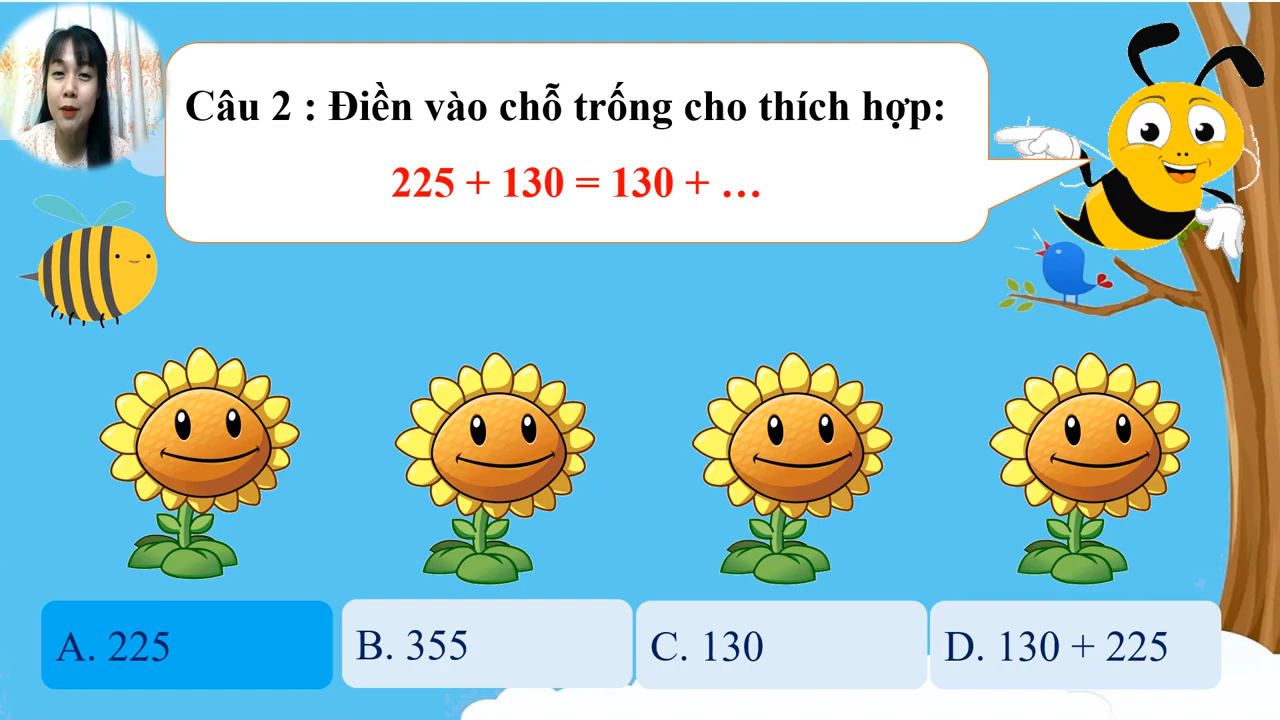 Câu 2 : Điền vào chỗ trống cho thích hợp:
225 + 130 = 130 + …
A. 225
B. 355
C. 130
D. 130 + 225